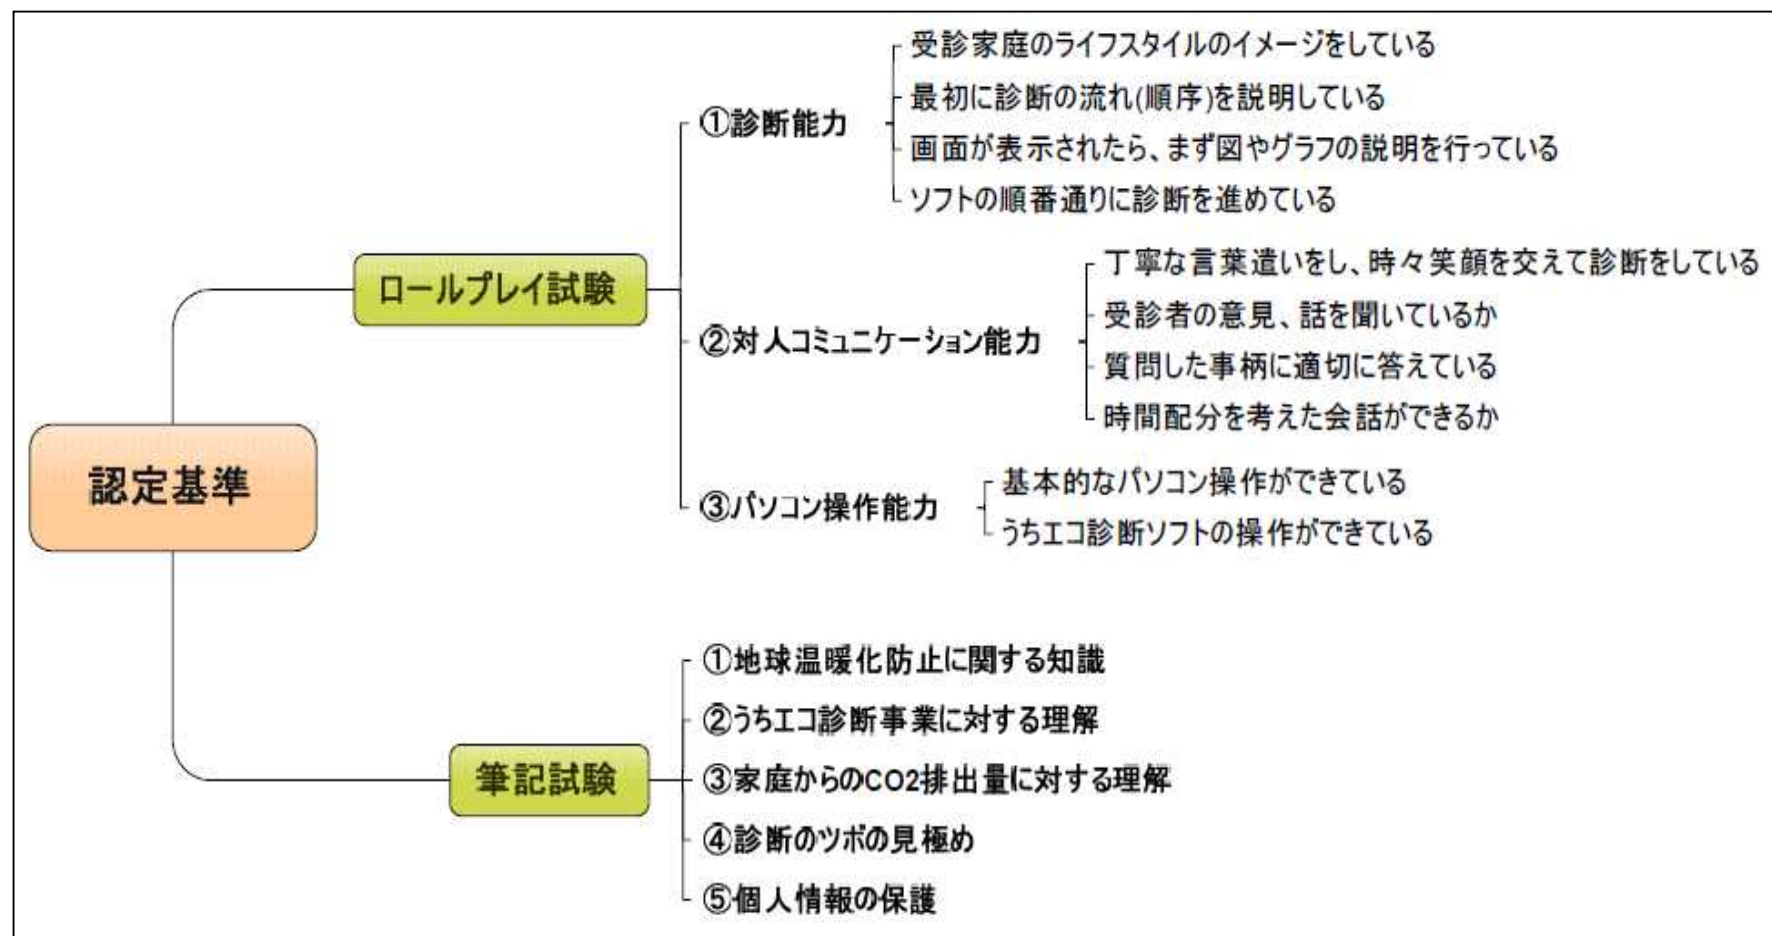 認定基準
ロールプレイ試験
①診断能力
受診家庭のライフスタイルのイメージをしている
最初に診断の流れ(順序)を説明している
画面が表示されたら、まず図やグラフの説明を行っている
ソフトの順番通りに診断を進めている
②対人コミュニケーション能力
丁寧な言葉遣いをし、時々笑顔を交えて診断をしている
受診者の意見、話を聞いているか
質問した事柄に適切に答えている
時間配分を考えた会話ができるか
③パソコン操作能力
基本的なパソコン操作ができている
うちエコ診断ソフトの操作ができている
筆記試験
①地球温暖化防止に関する知識
②うちエコ診断事業に対する理解
③家庭からのCO2排出量に対する理解
④診断のツボの見極め
⑤個人情報の保護